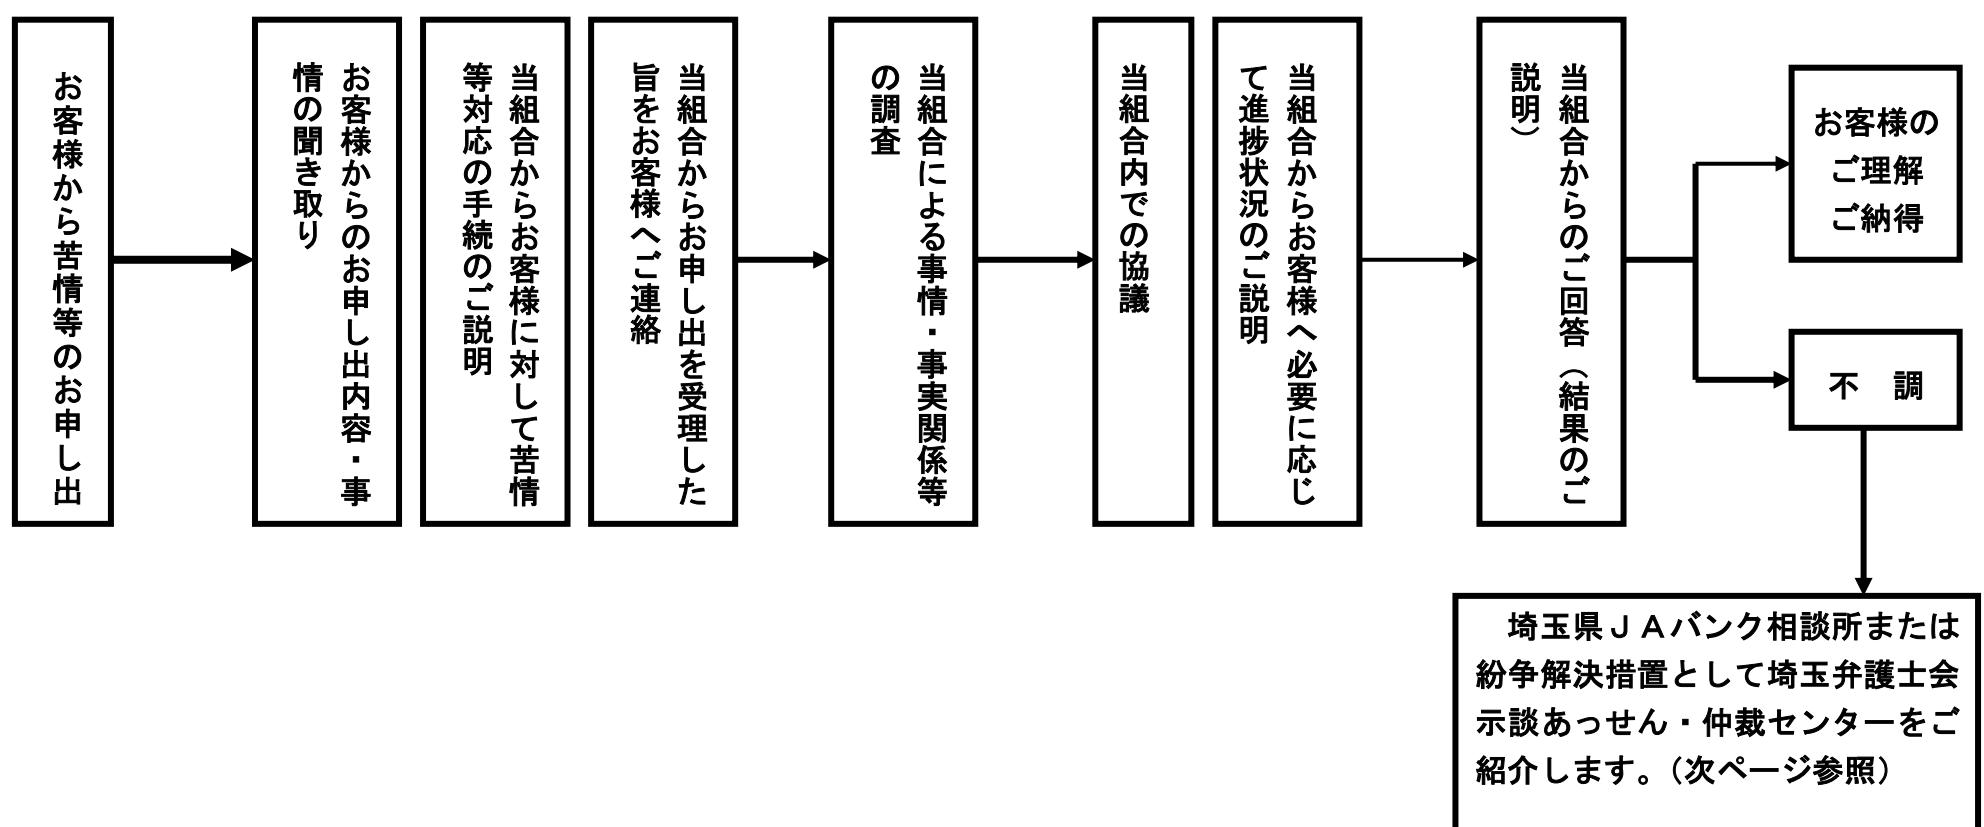 お客様から苦情等のお申し出
お客様からのお申し出内容・事
情の聞き取り
当組合からお客様に対して苦情
等対応の手続のご説明
当組合からお申し出を受理した
旨をお客様へご連絡
当組合による事情・事実関係等
の調査
当組合内での協議
当組合からお客様へ必要に応じ
て進捗状況のご説明
当組合からのご回答（結果のご
説明）
お客様の
ご理解
ご納得
不　調
　埼玉県ＪＡバンク相談所または
紛争解決措置として埼玉弁護士会
示談あっせん・仲裁センターをご
紹介します。（次ページ参照）